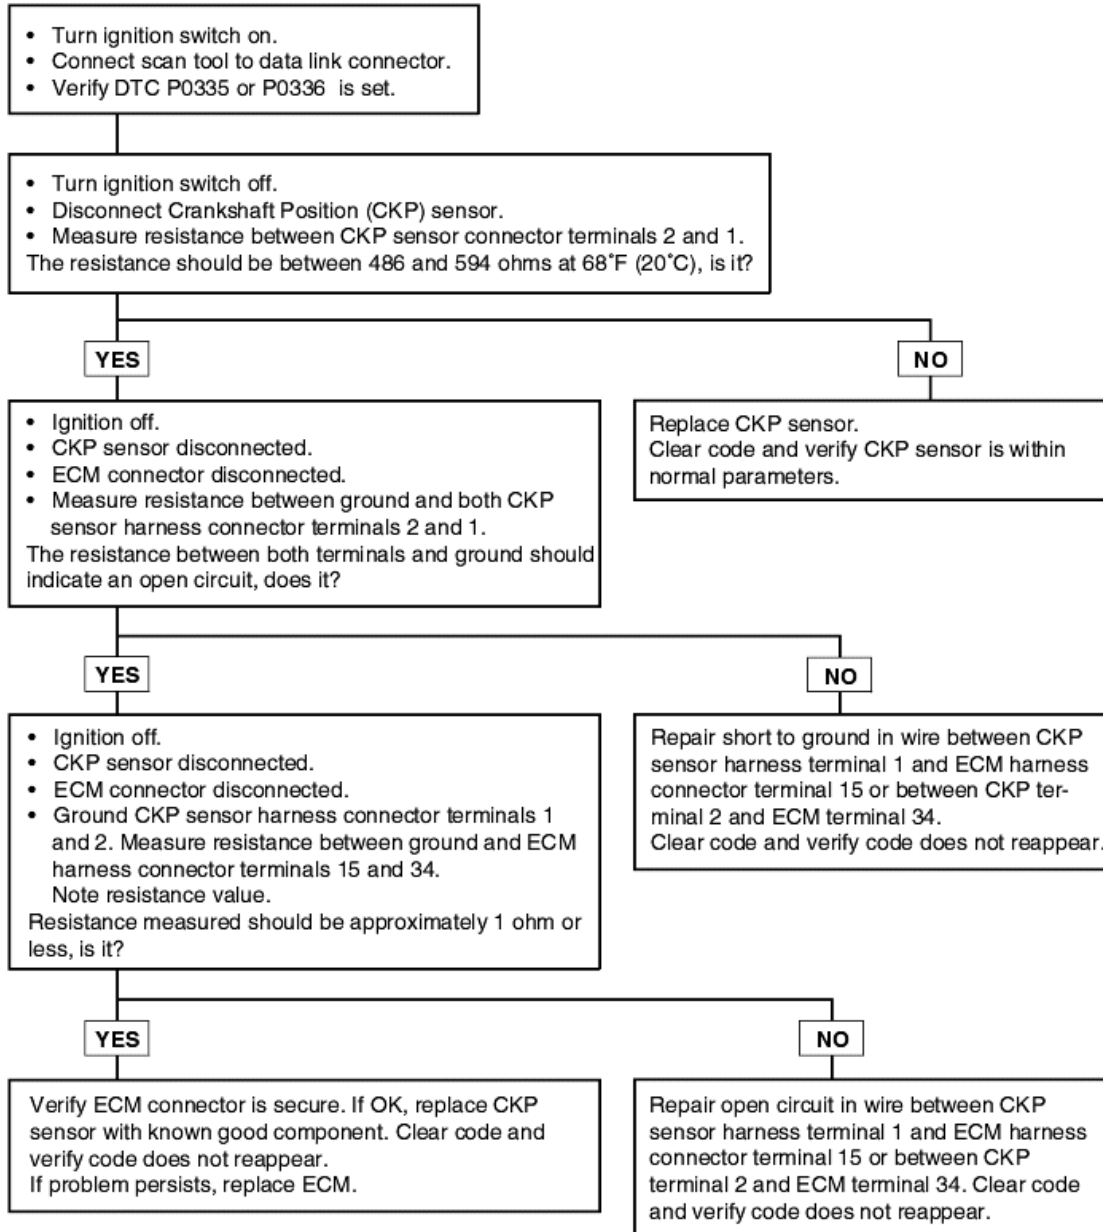 • Turn ignition switch on.
• Connect scan tool to data link connector.
• Verify DTC P0335 or P0336 is set.
• Turn ignition switch off.
• Disconnect Crankshaft Position (CKP) sensor.
• Measure resistance between CKP sensor connector terminals 2 and 1.
The resistance should be between 486 and 594 ohms at 68˚F (20˚C), is it?
YES
NO
• Ignition off.
• CKP sensor disconnected.
• ECM connector disconnected.
• Measure resistance between ground and both CKP
sensor harness connector terminals 2 and 1.
The resistance between both terminals and ground should
indicate an open circuit, does it?
Replace CKP sensor.
Clear code and verify CKP sensor is within
normal parameters.
YES
NO
• Ignition off.
• CKP sensor disconnected.
• ECM connector disconnected.
• Ground CKP sensor harness connector terminals 1
and 2. Measure resistance between ground and ECM
harness connector terminals 15 and 34.
Note resistance value.
Resistance measured should be approximately 1 ohm or
less, is it?
Repair short to ground in wire between CKP
sensor harness terminal 1 and ECM harness
connector terminal 15 or between CKP ter-
minal 2 and ECM terminal 34.
Clear code and verify code does not reappear.
YES
NO
Verify ECM connector is secure. If OK, replace CKP
sensor with known good component. Clear code and
verify code does not reappear.
If problem persists, replace ECM.
Repair open circuit in wire between CKP
sensor harness terminal 1 and ECM harness
connector terminal 15 or between CKP
terminal 2 and ECM terminal 34. Clear code
and verify code does not reappear.